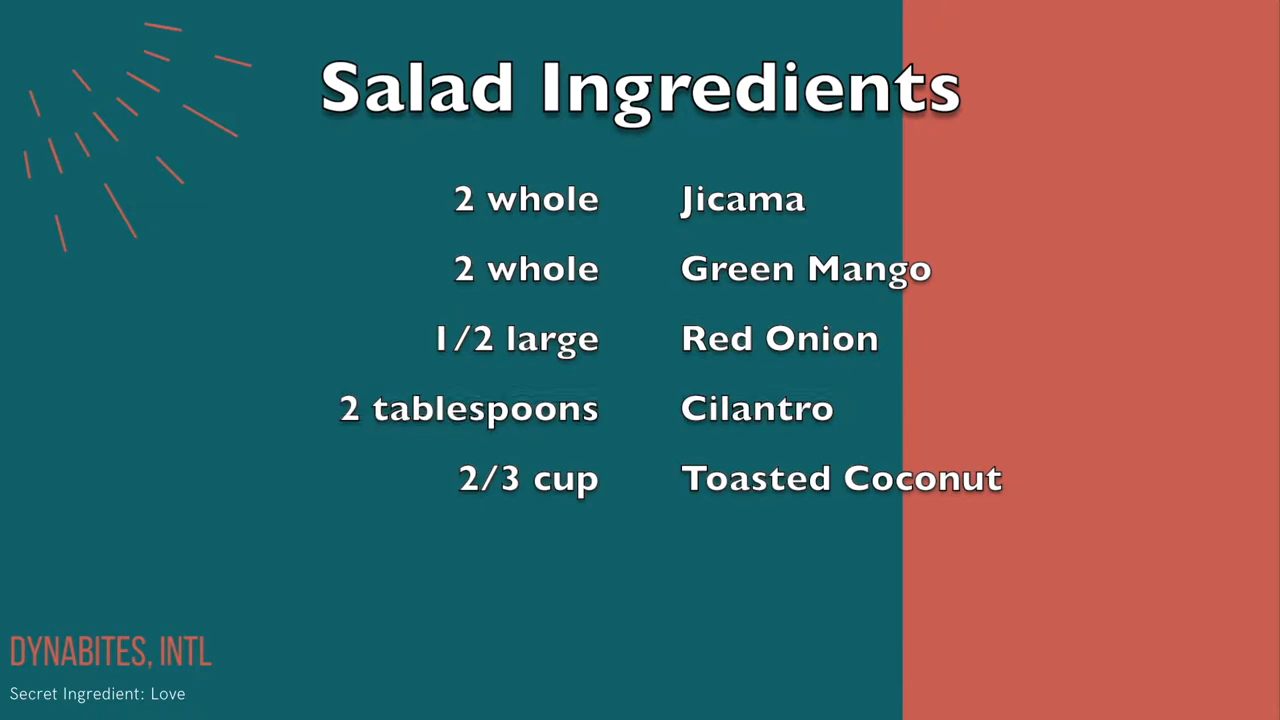 Salad Ingredients
2 whole Jicama
2 whole Green Mango
1/2 large Red Onion
2 tablespoons Cilantro
2/3 cup Toasted Coconut
DYNABITES, INTL
Secret Ingredient: Love